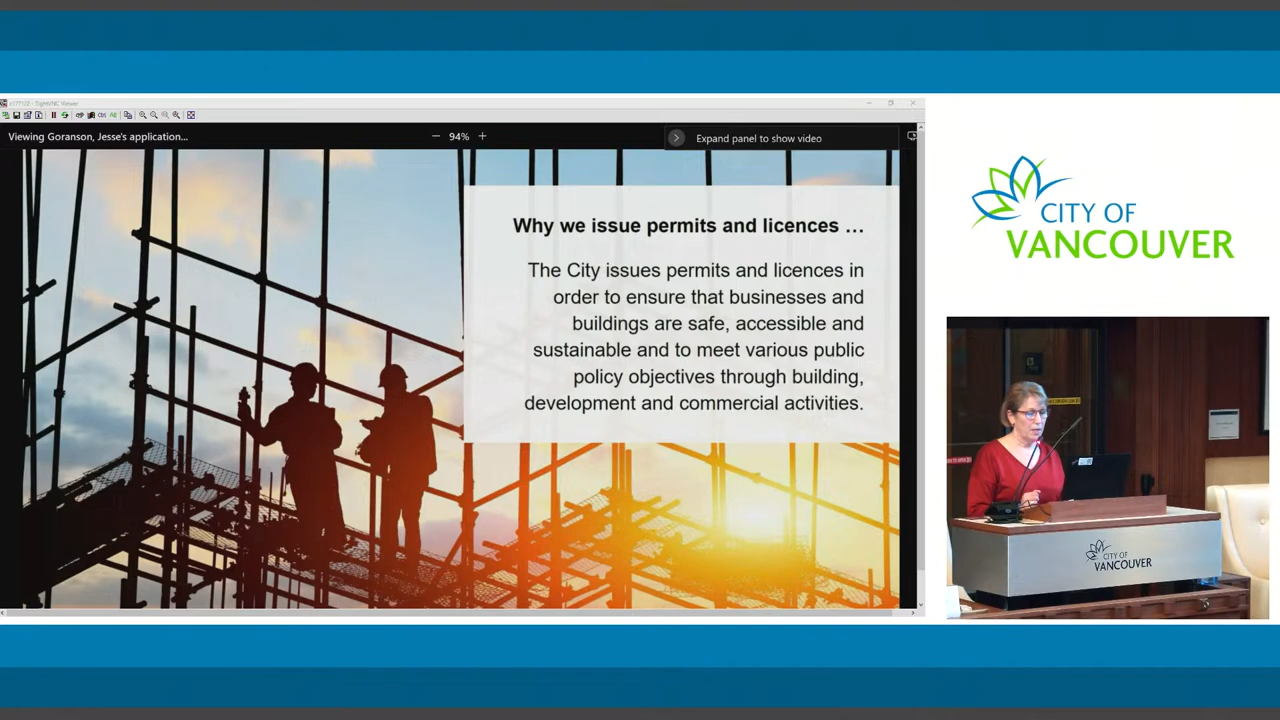 TightVNC Viewer
Viewing Goranson, Jesse's application...
94%
Expand panel to show video
Why we issue permits and licences …
The City issues permits and licences in
order to ensure that businesses and
buildings are safe, accessible and
sustainable and to meet various public
policy objectives through building,
development and commercial activities.
CITY OF
VANCOUVER
CITY OF
VANCOUVER